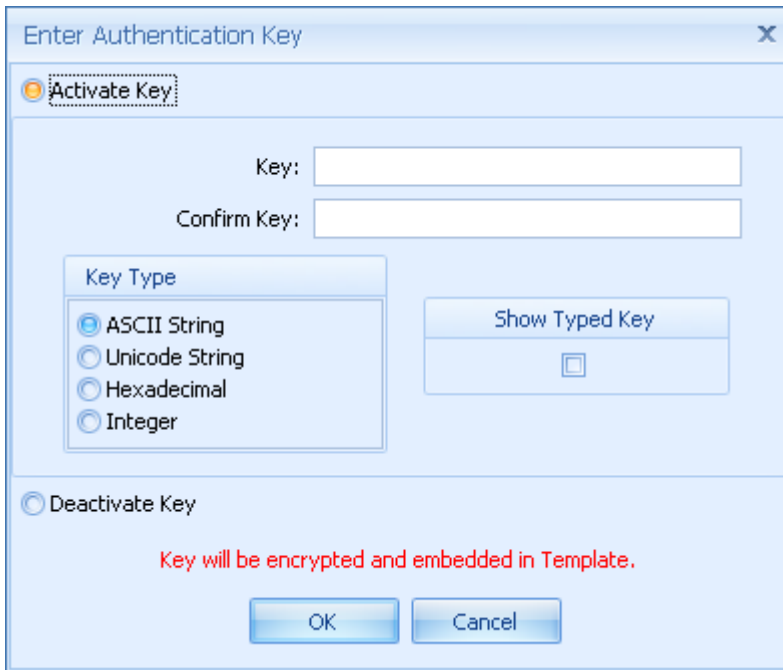 Enter Authentication Key
Activate Key
Key:
Confirm Key:
Key Type
ASCII String
Unicode String
Hexadecimal
Integer
Show Typed Key
Deactivate Key
Key will be encrypted and embedded in Template.
OK
Cancel